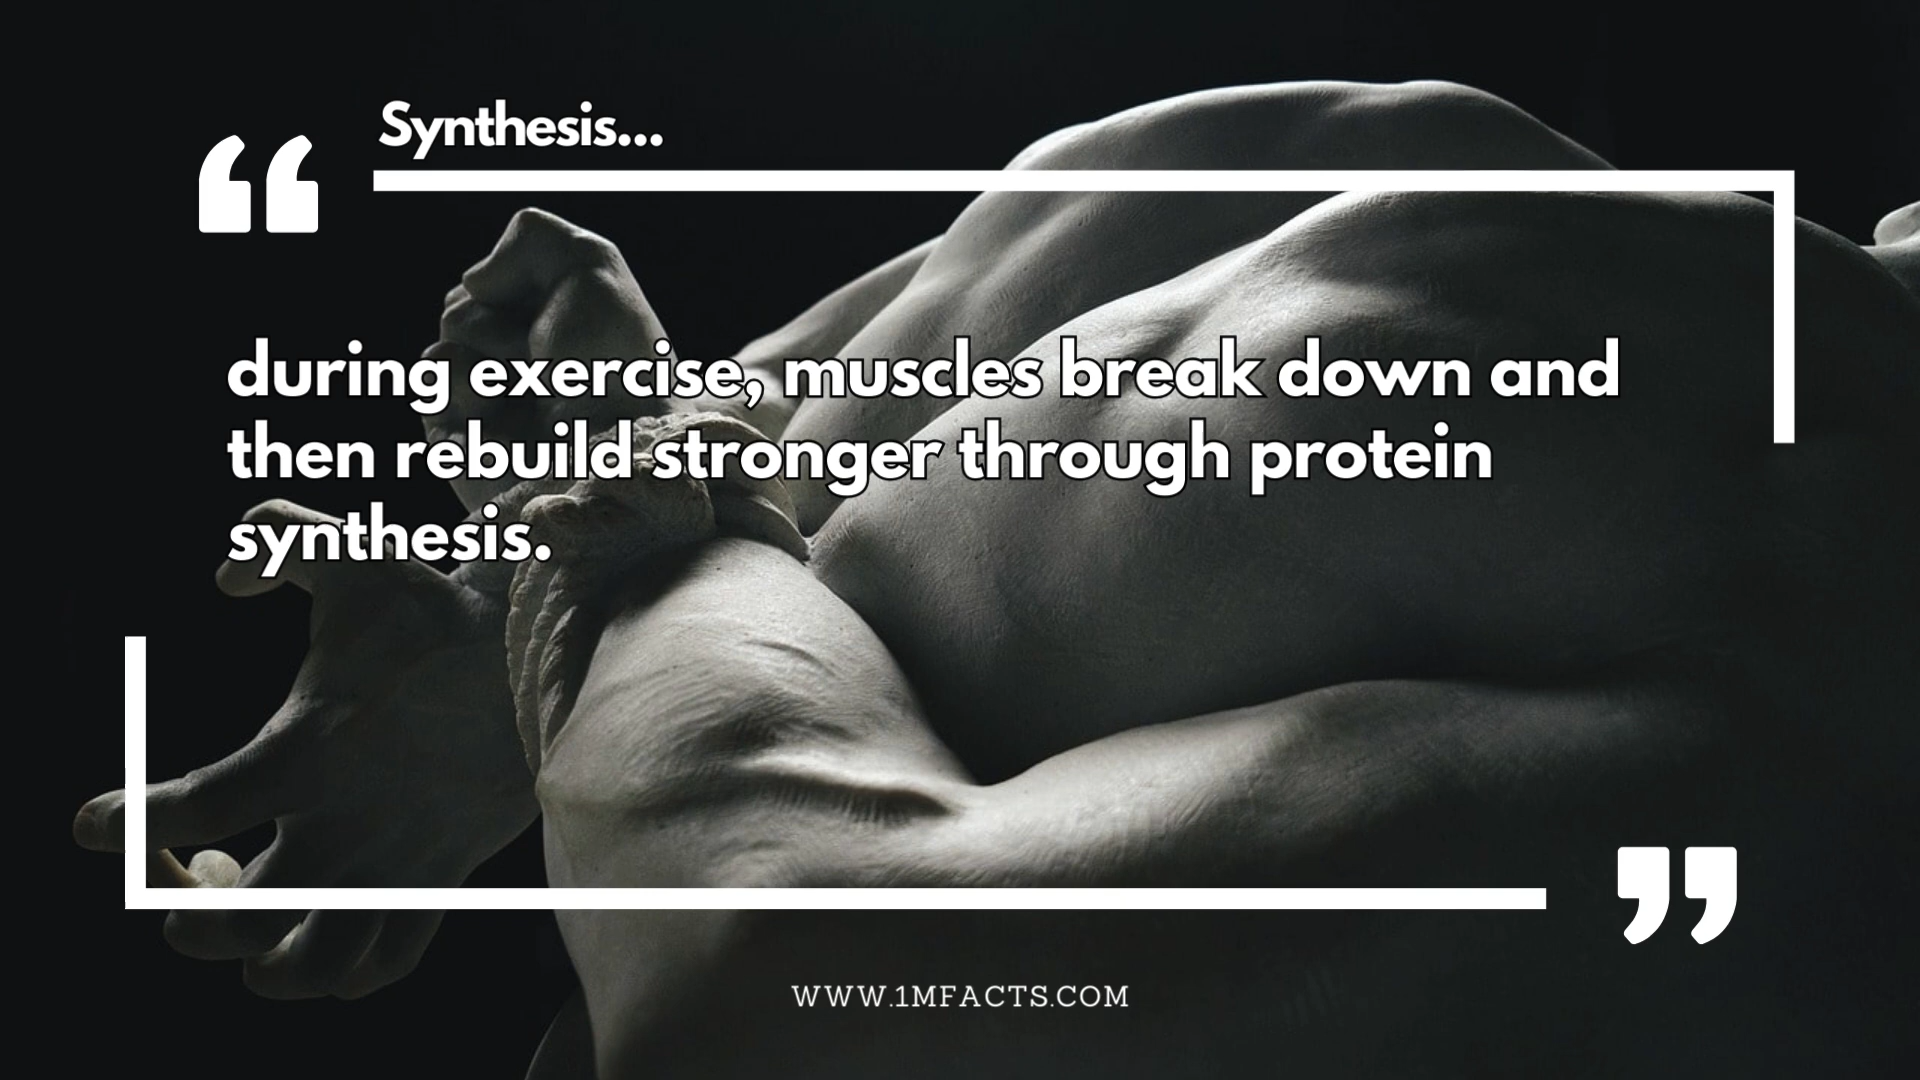 Synthesis...
“
during exercise, muscles break down and
then rebuild stronger through protein
synthesis.
”
WWW.1MFACTS.COM